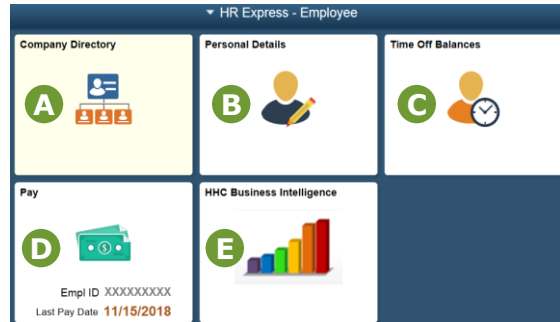 HR Express - Employee
Company Directory
Personal Details
Time Off Balances
A
B
C
Pay
HHC Business Intelligence
D
E
$
Empl ID XXXXXXXXX
Last Pay Date 11/15/2018